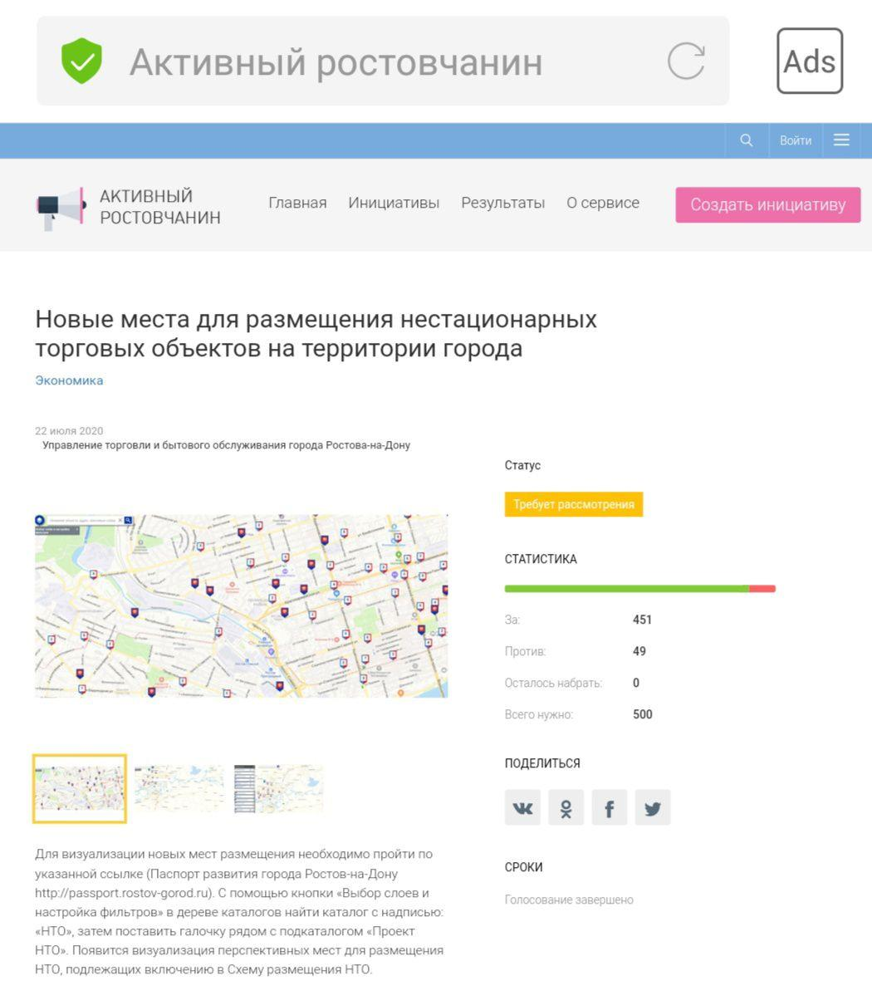 Активный ростовчанин
Ads
Войти
АКТИВНЫЙ
РОСТОВЧАНИН
Главная Инициативы Результаты О сервисе
Создать инициативу
Новые места для размещения нестационарных
торговых объектов на территории города
Экономика
22 июля 2020
Управление торговли и бытового обслуживания города Ростова-на-Дону
Статус
Требует рассмотрения
СТАТИСТИКА
За: 451
Против: 49
Осталось набрать: 0
Всего нужно: 500
ПОДЕЛИТЬСЯ
СРОКИ
Голосование завершено
Для визуализации новых мест размещения необходимо пройти по
указанной ссылке (Паспорт развития города Ростов-на-Дону
http://passport.rostov-gorod.ru). С помощью кнопки «Выбор слоев и
настройка фильтров» в дереве каталогов найти каталог с надписью:
«НТО», затем поставить галочку рядом с подкаталогом «Проект
НТО». Появится визуализация перспективных мест для размещения
НТО, подлежащих включению в Схему размещения НТО.